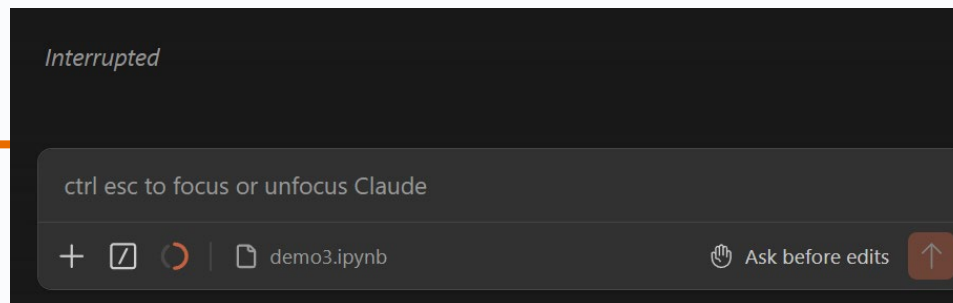 Interrupted
ctrl esc to focus or unfocus Claude
demo3.ipynb Ask before edits